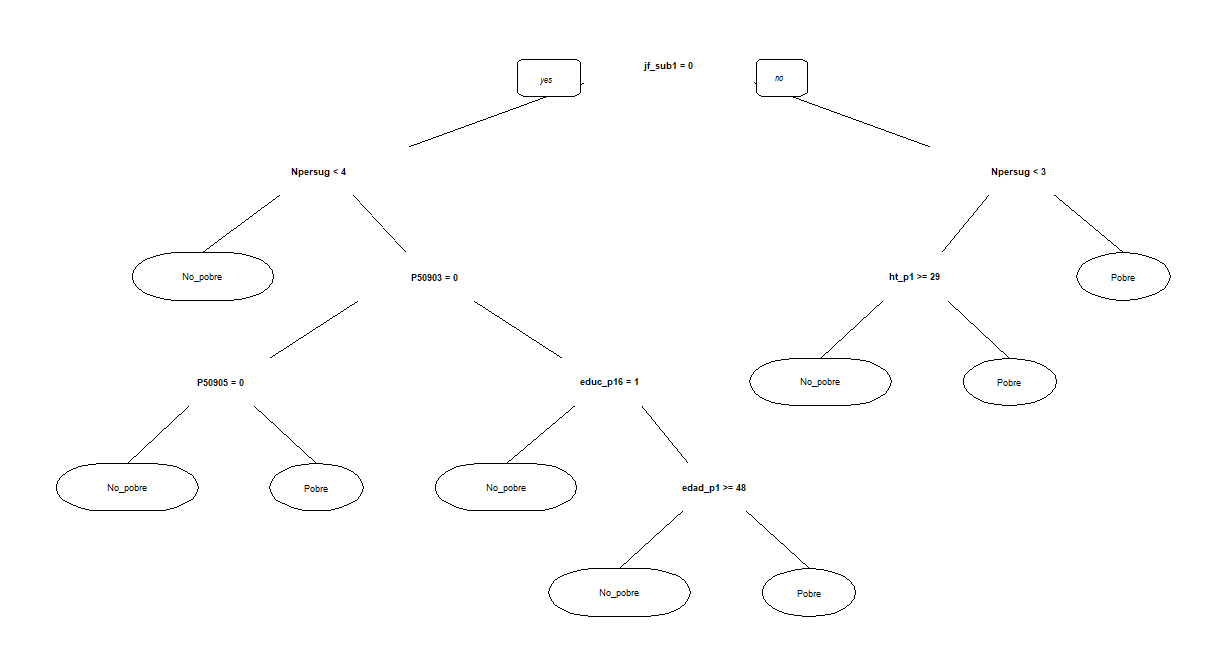 jf_sub1 = 0
yes
no
Npersug < 4
Npersug < 3
No_pobre
P50903 = 0
ht_p1 >= 29
Pobre
P50905 = 0
educ_p16 = 1
No_pobre
Pobre
No_pobre
Pobre
No_pobre
edad_p1 >= 48
No_pobre
Pobre